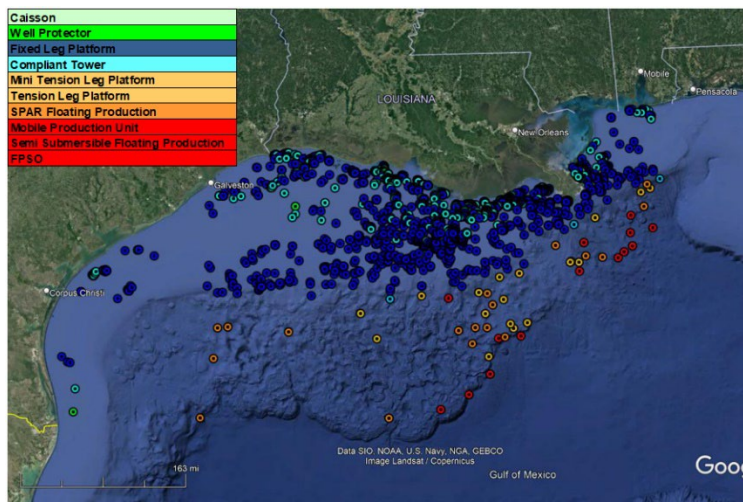 Caisson
Well Protector
Fixed Leg Platform
Compliant Tower
Mini Tension Leg Platform
Tension Leg Platform
SPAR Floating Production
Mobile Production Unit
Semi Submersible Floating Production
FPSO
Mobile
Pensacola
LOUISIANA
New Orleans
Galveston
Corpus Christi
Data SIO, NOAA, U.S. Navy, NGA, GEBCO
Image Landsat / Copernicus
163 mi
Gulf of Mexico
Goo